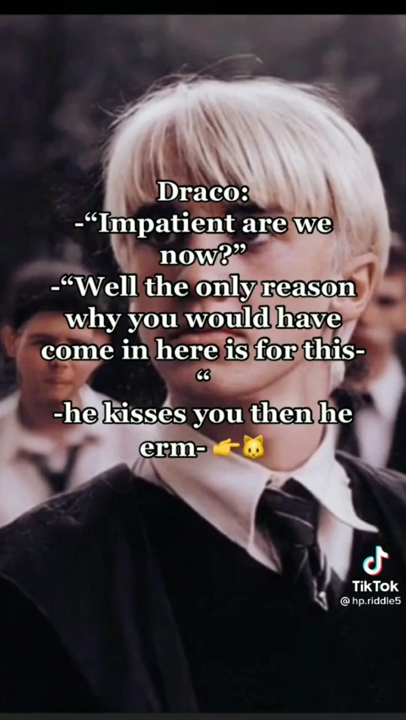 Draco:
-“Impatient are we
now?”
-“Well the only reason
why you would have
come in here is for this-
“
-he kisses you then he
erm- 👉🐱
TikTok
@hp.riddle5